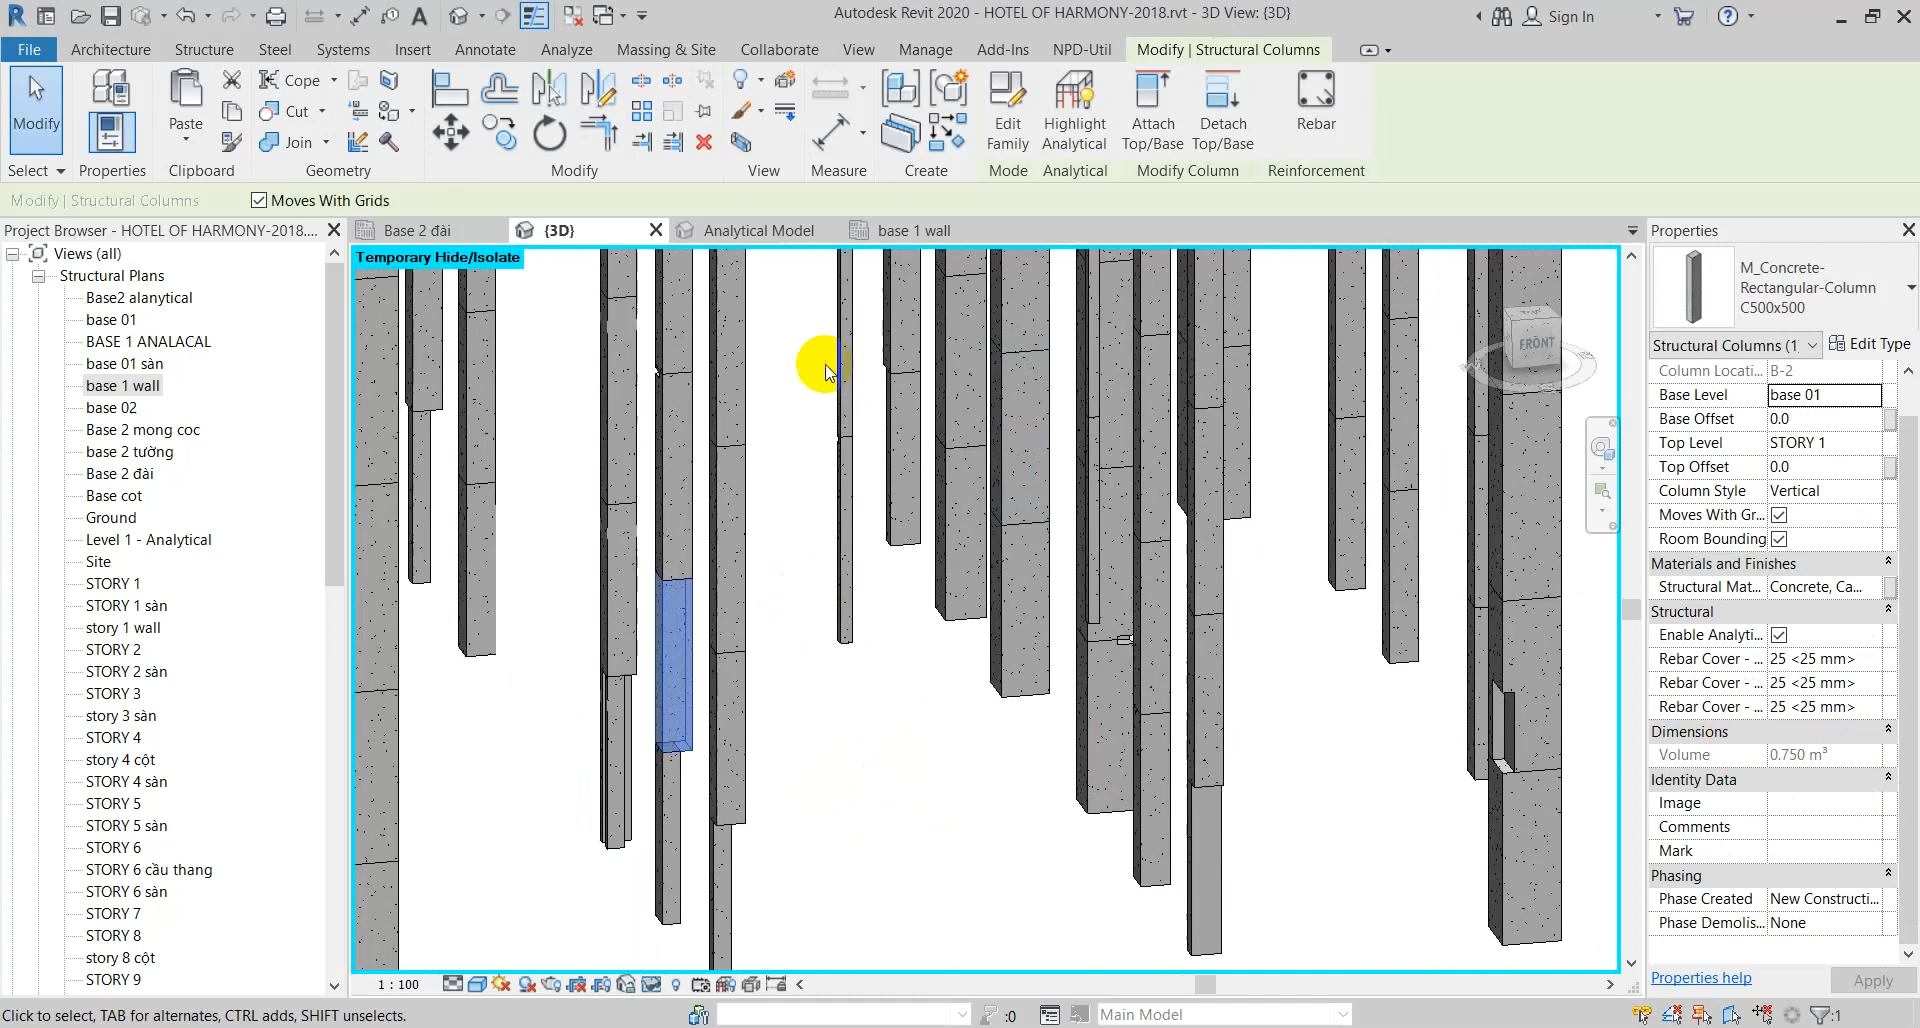 Autodesk Revit 2020 - HOTEL OF HARMONY-2018.rvt - 3D View: {3D}
Sign In
File Architecture Structure Steel Systems Insert Annotate Analyze Massing & Site Collaborate View Manage Add-Ins NPD-Util Modify | Structural Columns
Modify
Paste
Cope
Cut
Join
Edit Family
Highlight Analytical
Attach Top/Base
Detach Top/Base
Rebar
Select Properties Clipboard Geometry Modify View Measure Create Mode Analytical Modify Column Reinforcement
Modify | Structural Columns Moves With Grids
Project Browser - HOTEL OF HARMONY-2018....
Views (all)
Structural Plans
Base2 alanytical
base 01
BASE 1 ANALACAL
base 01 sàn
base 1 wall
base 02
Base 2 mong coc
base 2 tường
Base 2 đài
Base cot
Ground
Level 1 - Analytical
Site
STORY 1
STORY 1 sàn
story 1 wall
STORY 2
STORY 2 sàn
STORY 3
story 3 sàn
STORY 4
story 4 cột
STORY 4 sàn
STORY 5
STORY 5 sàn
STORY 6
STORY 6 cầu thang
STORY 6 sàn
STORY 7
STORY 8
story 8 cột
STORY 9
Base 2 đài {3D} Analytical Model base 1 wall
Temporary Hide/Isolate
FRONT
1 : 100
Properties
M_Concrete-
Rectangular-Column
C500x500
Structural Columns (1) Edit Type
Column Locati... B-2
Base Level base 01
Base Offset 0.0
Top Level STORY 1
Top Offset 0.0
Column Style Vertical
Moves With Gr...
Room Bounding
Materials and Finishes
Structural Mat... Concrete, Ca...
Structural
Enable Analyti...
Rebar Cover - ... 25 <25 mm>
Rebar Cover - ... 25 <25 mm>
Rebar Cover - ... 25 <25 mm>
Dimensions
Volume 0.750 m³
Identity Data
Image
Comments
Mark
Phasing
Phase Created New Constructi...
Phase Demolis... None
Properties help Apply
Click to select, TAB for alternates, CTRL adds, SHIFT unselects.
:0
Main Model
:1